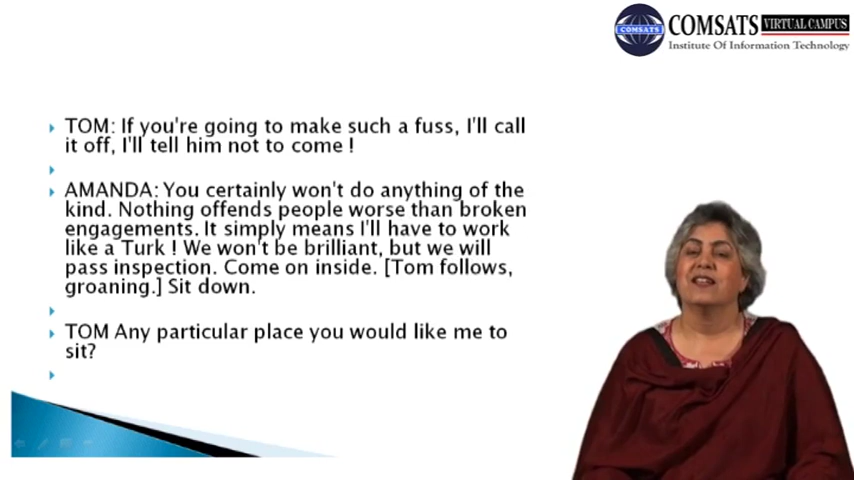 COMSATS
COMSATS VIRTUAL CAMPUS
Institute Of Information Technology
TOM: If you're going to make such a fuss, I'll call
it off, I'll tell him not to come !
AMANDA: You certainly won't do anything of the
kind. Nothing offends people worse than broken
engagements. It simply means I'll have to work
like a Turk ! We won't be brilliant, but we will
pass inspection. Come on inside. [Tom follows,
groaning.] Sit down.
TOM Any particular place you would like me to
sit?